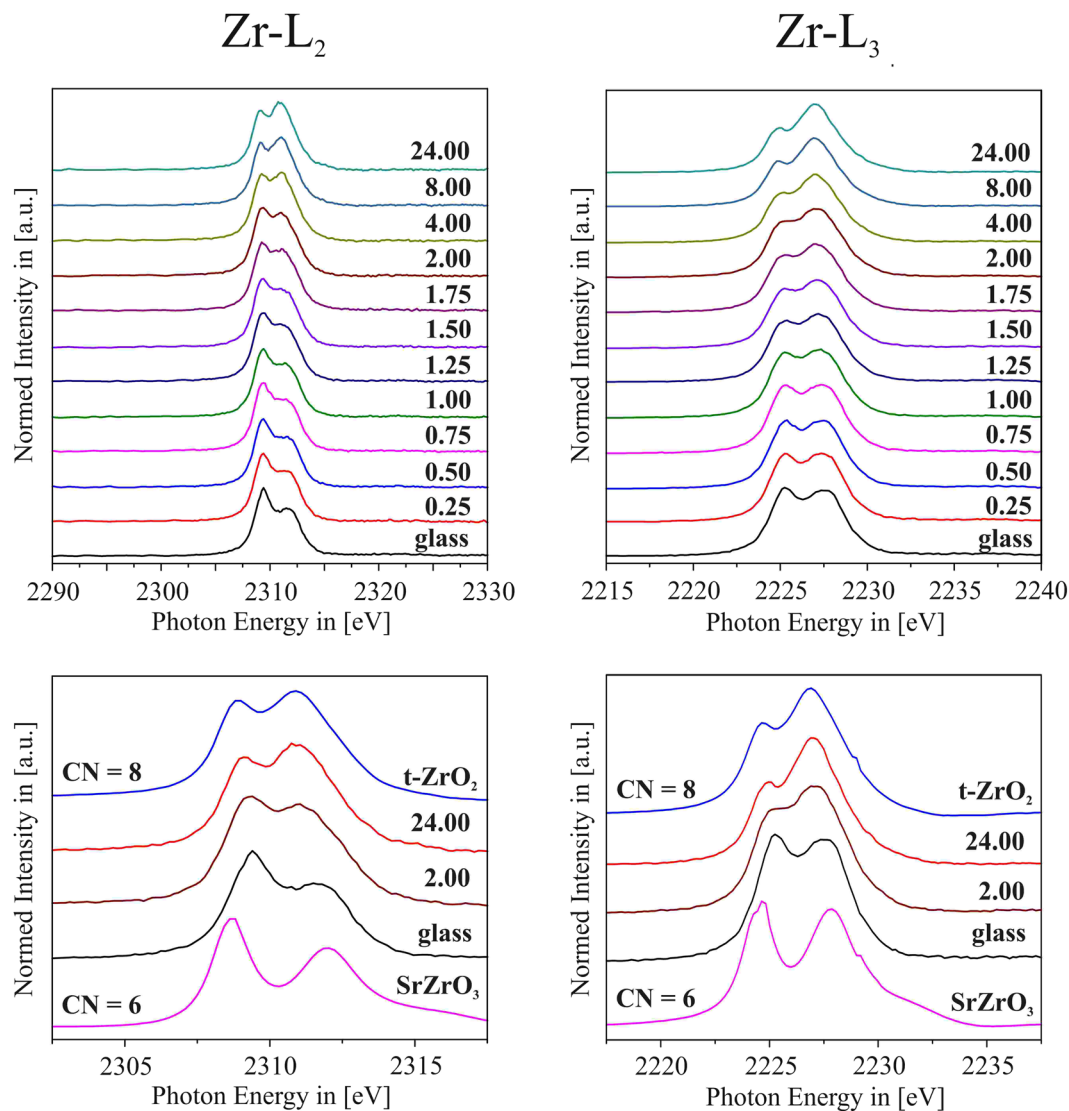 Zr-L₂
Zr-L₃
Normed Intensity in [a.u.]
24.00
8.00
4.00
2.00
1.75
1.50
1.25
1.00
0.75
0.50
0.25
glass
2290 2300 2310 2320 2330
Photon Energy in [eV]
Normed Intensity in [a.u.]
24.00
8.00
4.00
2.00
1.75
1.50
1.25
1.00
0.75
0.50
0.25
glass
2215 2220 2225 2230 2235 2240
Photon Energy in [eV]
Normed Intensity in [a.u.]
CN = 8
t-ZrO₂
24.00
2.00
glass
CN = 6
SrZrO₃
2305 2310 2315
Photon Energy in [eV]
Normed Intensity in [a.u.]
CN = 8
t-ZrO₂
24.00
2.00
glass
CN = 6
SrZrO₃
2220 2225 2230 2235
Photon Energy in [eV]